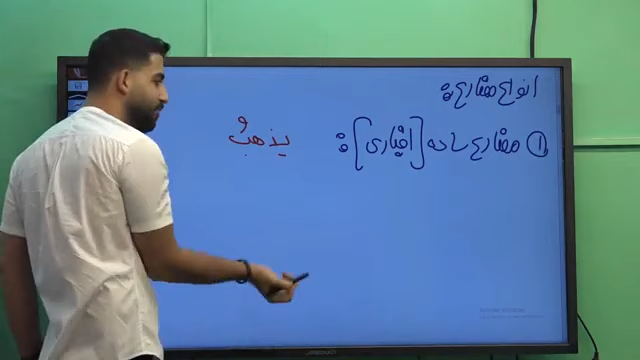 انواع مضارع:
① مضارع ساده [اخباری]:
یذهبُ